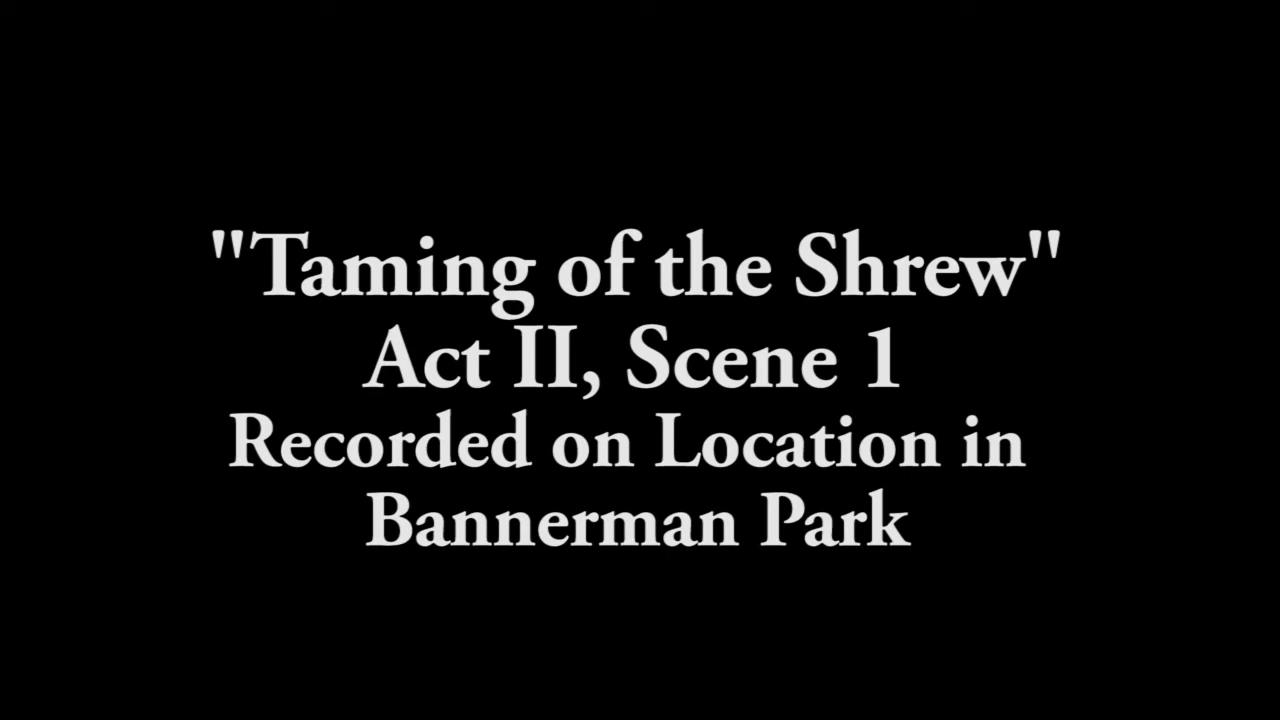 "Taming of the Shrew"
Act II, Scene 1
Recorded on Location in
Bannerman Park